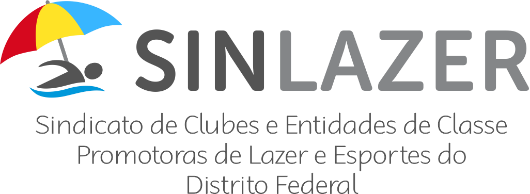 SINLAZER
Sindicato de Clubes e Entidades de Classe
Promotoras de Lazer e Esportes do
Distrito Federal